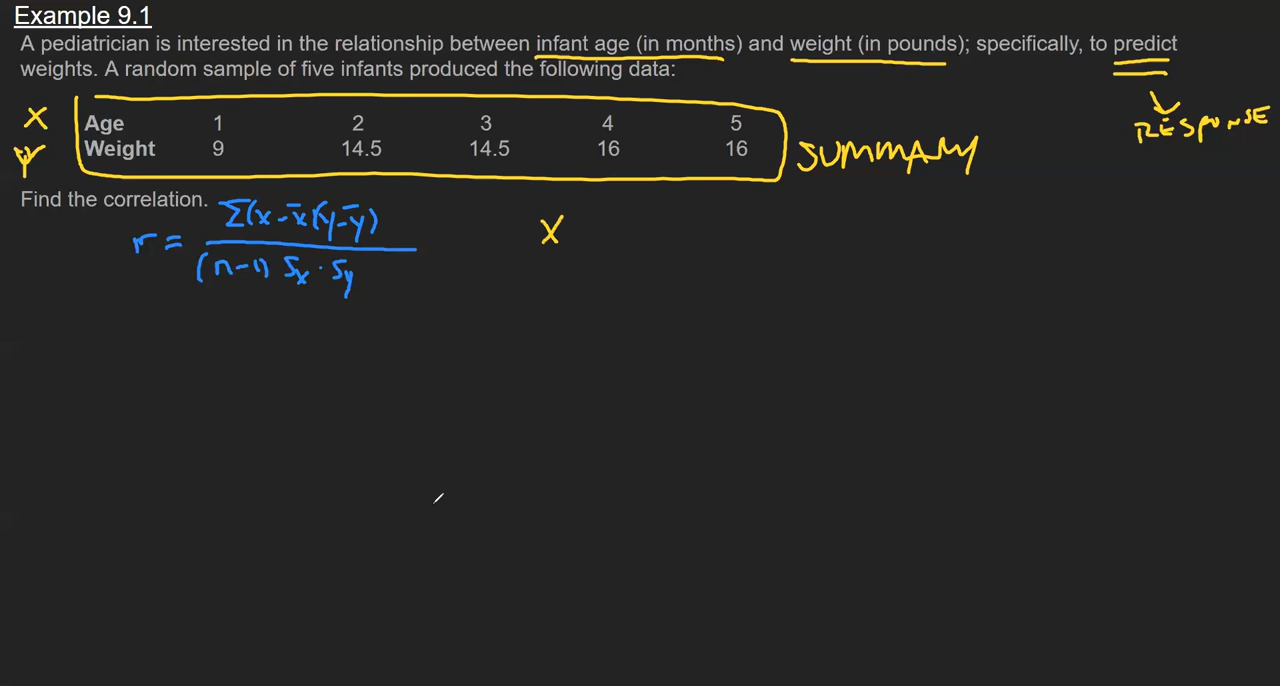 Example 9.1
A pediatrician is interested in the relationship between infant age (in months) and weight (in pounds); specifically, to predict
weights. A random sample of five infants produced the following data:
RESPONSE
X Age 1 2 3 4 5
Y Weight 9 14.5 14.5 16 16
SUMMARY
Find the correlation.
r = Σ(x-x̄)(y-ȳ)
(n-1) Sx · Sy
X